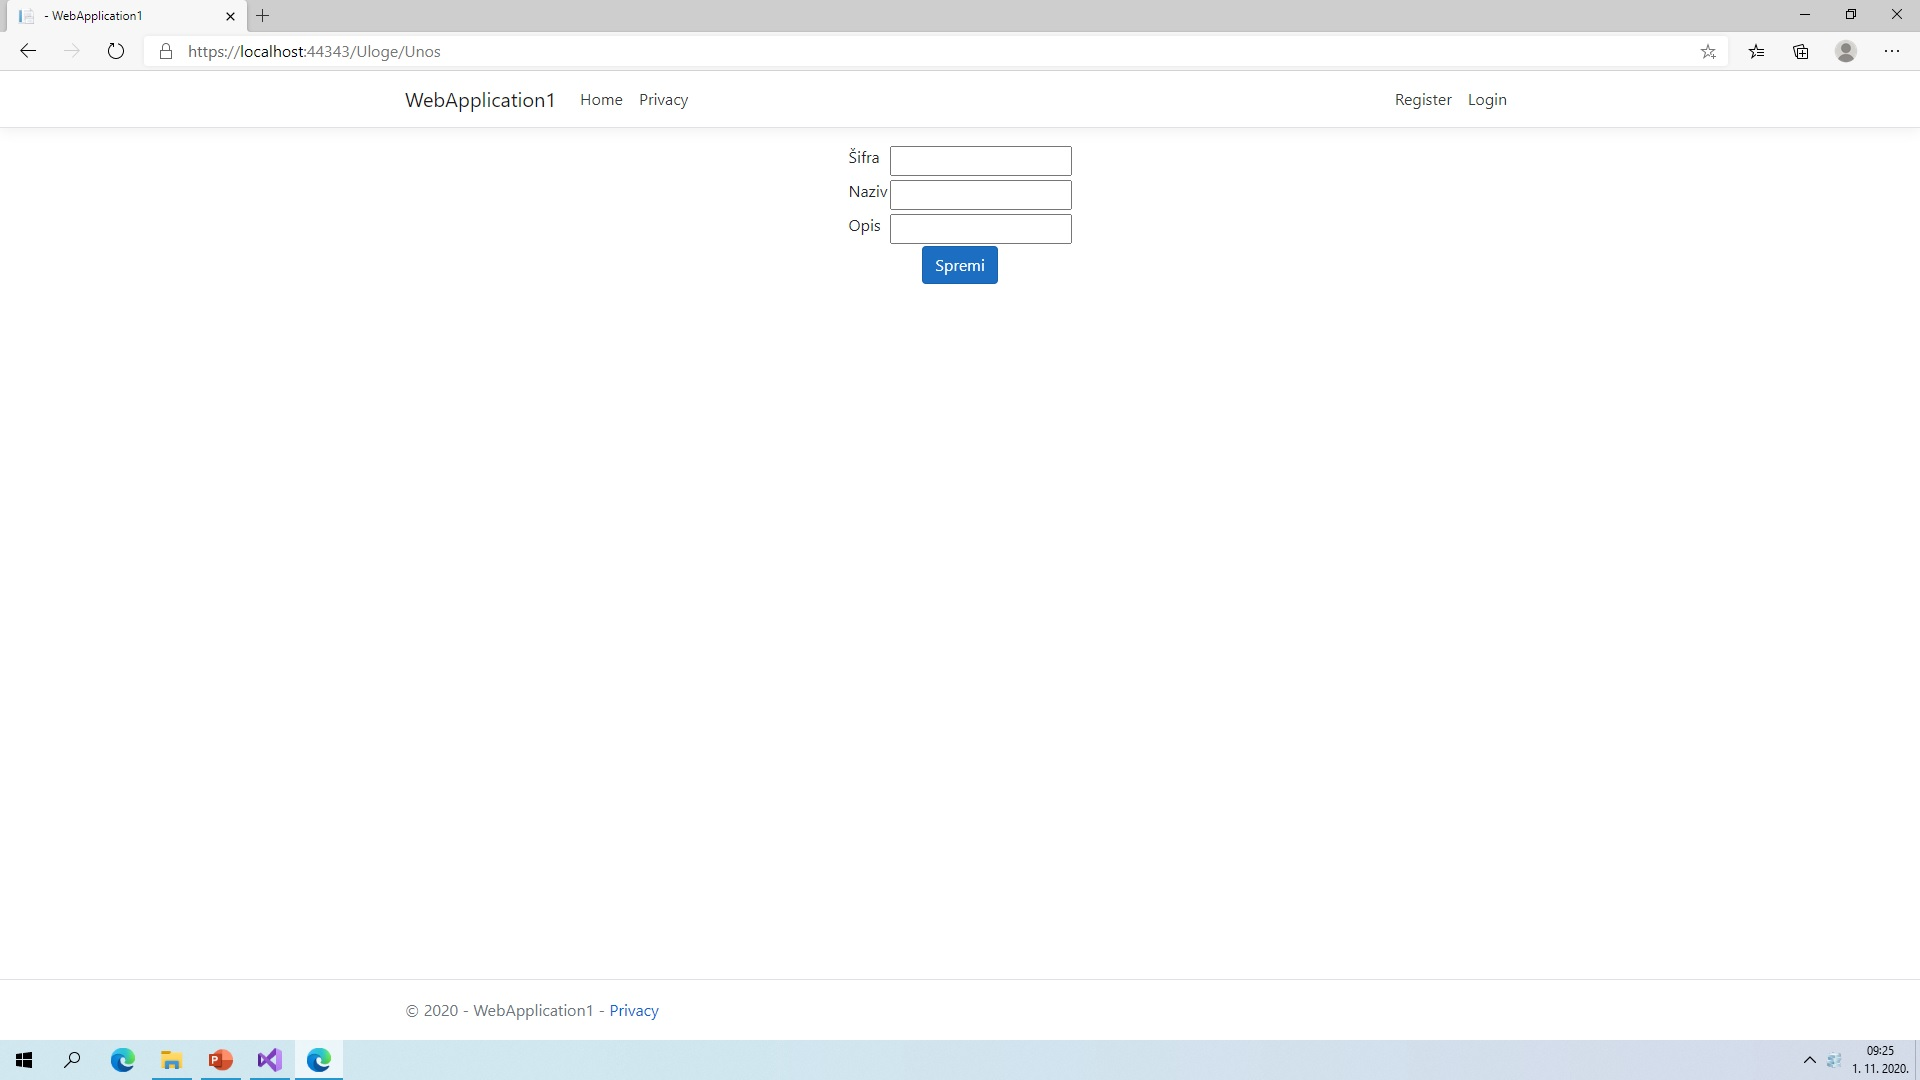 - WebApplication1
https://localhost:44343/Uloge/Unos
WebApplication1 Home Privacy Register Login
Šifra
Naziv
Opis
Spremi
© 2020 - WebApplication1 - Privacy
09:25
1. 11. 2020.